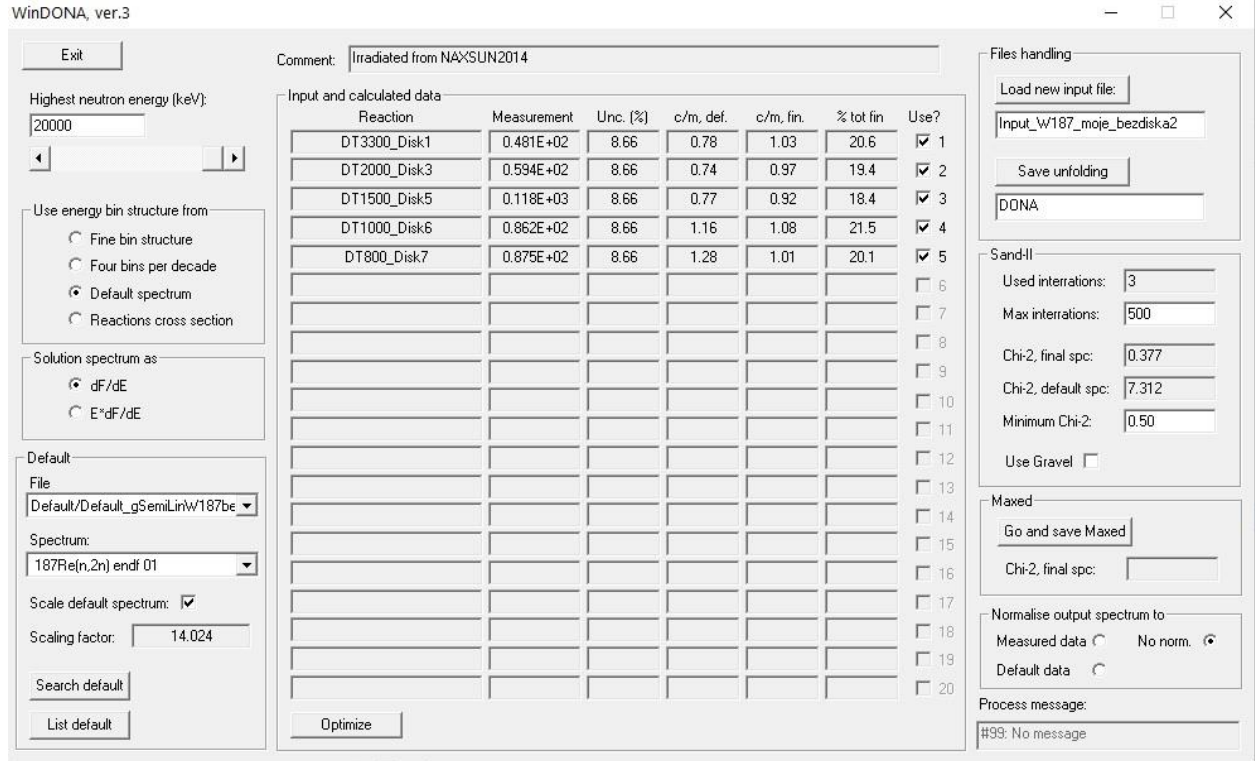 WinDONA, ver.3
Exit
Highest neutron energy (keV):
20000
Use energy bin structure from
Fine bin structure
Four bins per decade
Default spectrum
Reactions cross section
Solution spectrum as
dF/dE
E*dF/dE
Default
File
Default/Default_gSemiLinW187be
Spectrum:
187Re(n,2n) endf 01
Scale default spectrum:
Scaling factor: 14.024
Search default
List default
Comment: Irradiated from NAXSUN2014
Input and calculated data
Reaction Measurement Unc. (%) c/m, def. c/m, fin. % tot fin Use?
DT3300_Disk1 0.481E+02 8.66 0.78 1.03 20.6 1
DT2000_Disk3 0.594E+02 8.66 0.74 0.97 19.4 2
DT1500_Disk5 0.118E+03 8.66 0.77 0.92 18.4 3
DT1000_Disk6 0.862E+02 8.66 1.16 1.08 21.5 4
DT800_Disk7 0.875E+02 8.66 1.28 1.01 20.1 5
6
7
8
9
10
11
12
13
14
15
16
17
18
19
20
Optimize
Files handling
Load new input file:
Input_W187_moje_bezdiska2
Save unfolding
DONA
Sand-II
Used interrations: 3
Max interrations: 500
Chi-2, final spc: 0.377
Chi-2, default spc: 7.312
Minimum Chi-2: 0.50
Use Gravel
Maxed
Go and save Maxed
Chi-2, final spc:
Normalise output spectrum to
Measured data No norm.
Default data
Process message:
#99: No message